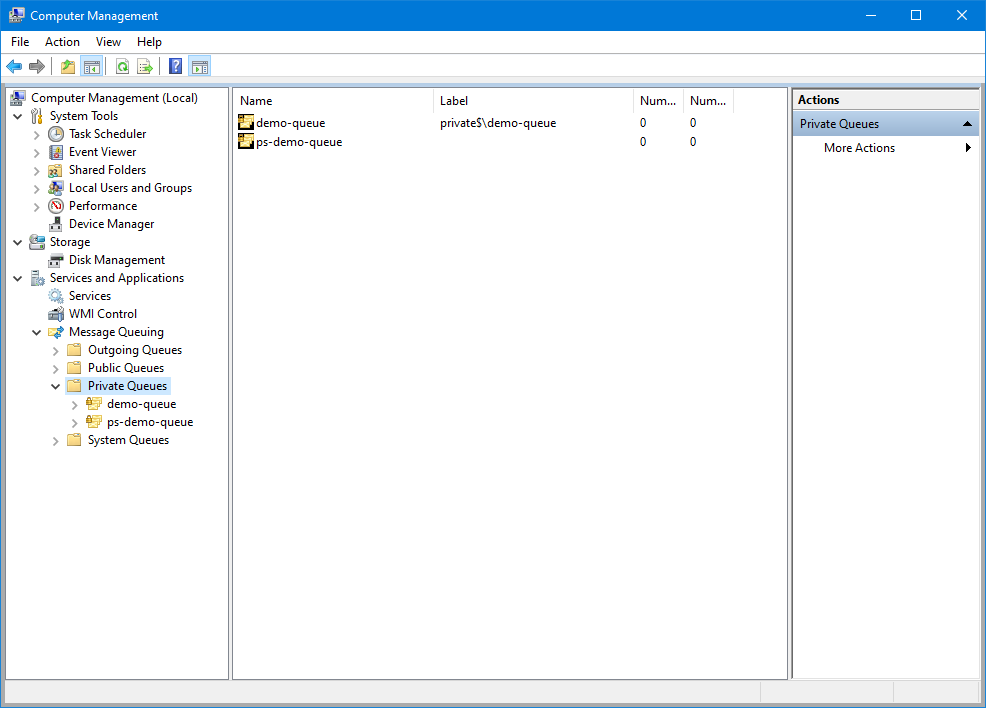 Computer Management
File Action View Help
Computer Management (Local)
System Tools
Task Scheduler
Event Viewer
Shared Folders
Local Users and Groups
Performance
Device Manager
Storage
Disk Management
Services and Applications
Services
WMI Control
Message Queuing
Outgoing Queues
Public Queues
Private Queues
demo-queue
ps-demo-queue
System Queues
Name Label Num... Num...
demo-queue private$\demo-queue 0 0
ps-demo-queue 0 0
Actions
Private Queues
More Actions